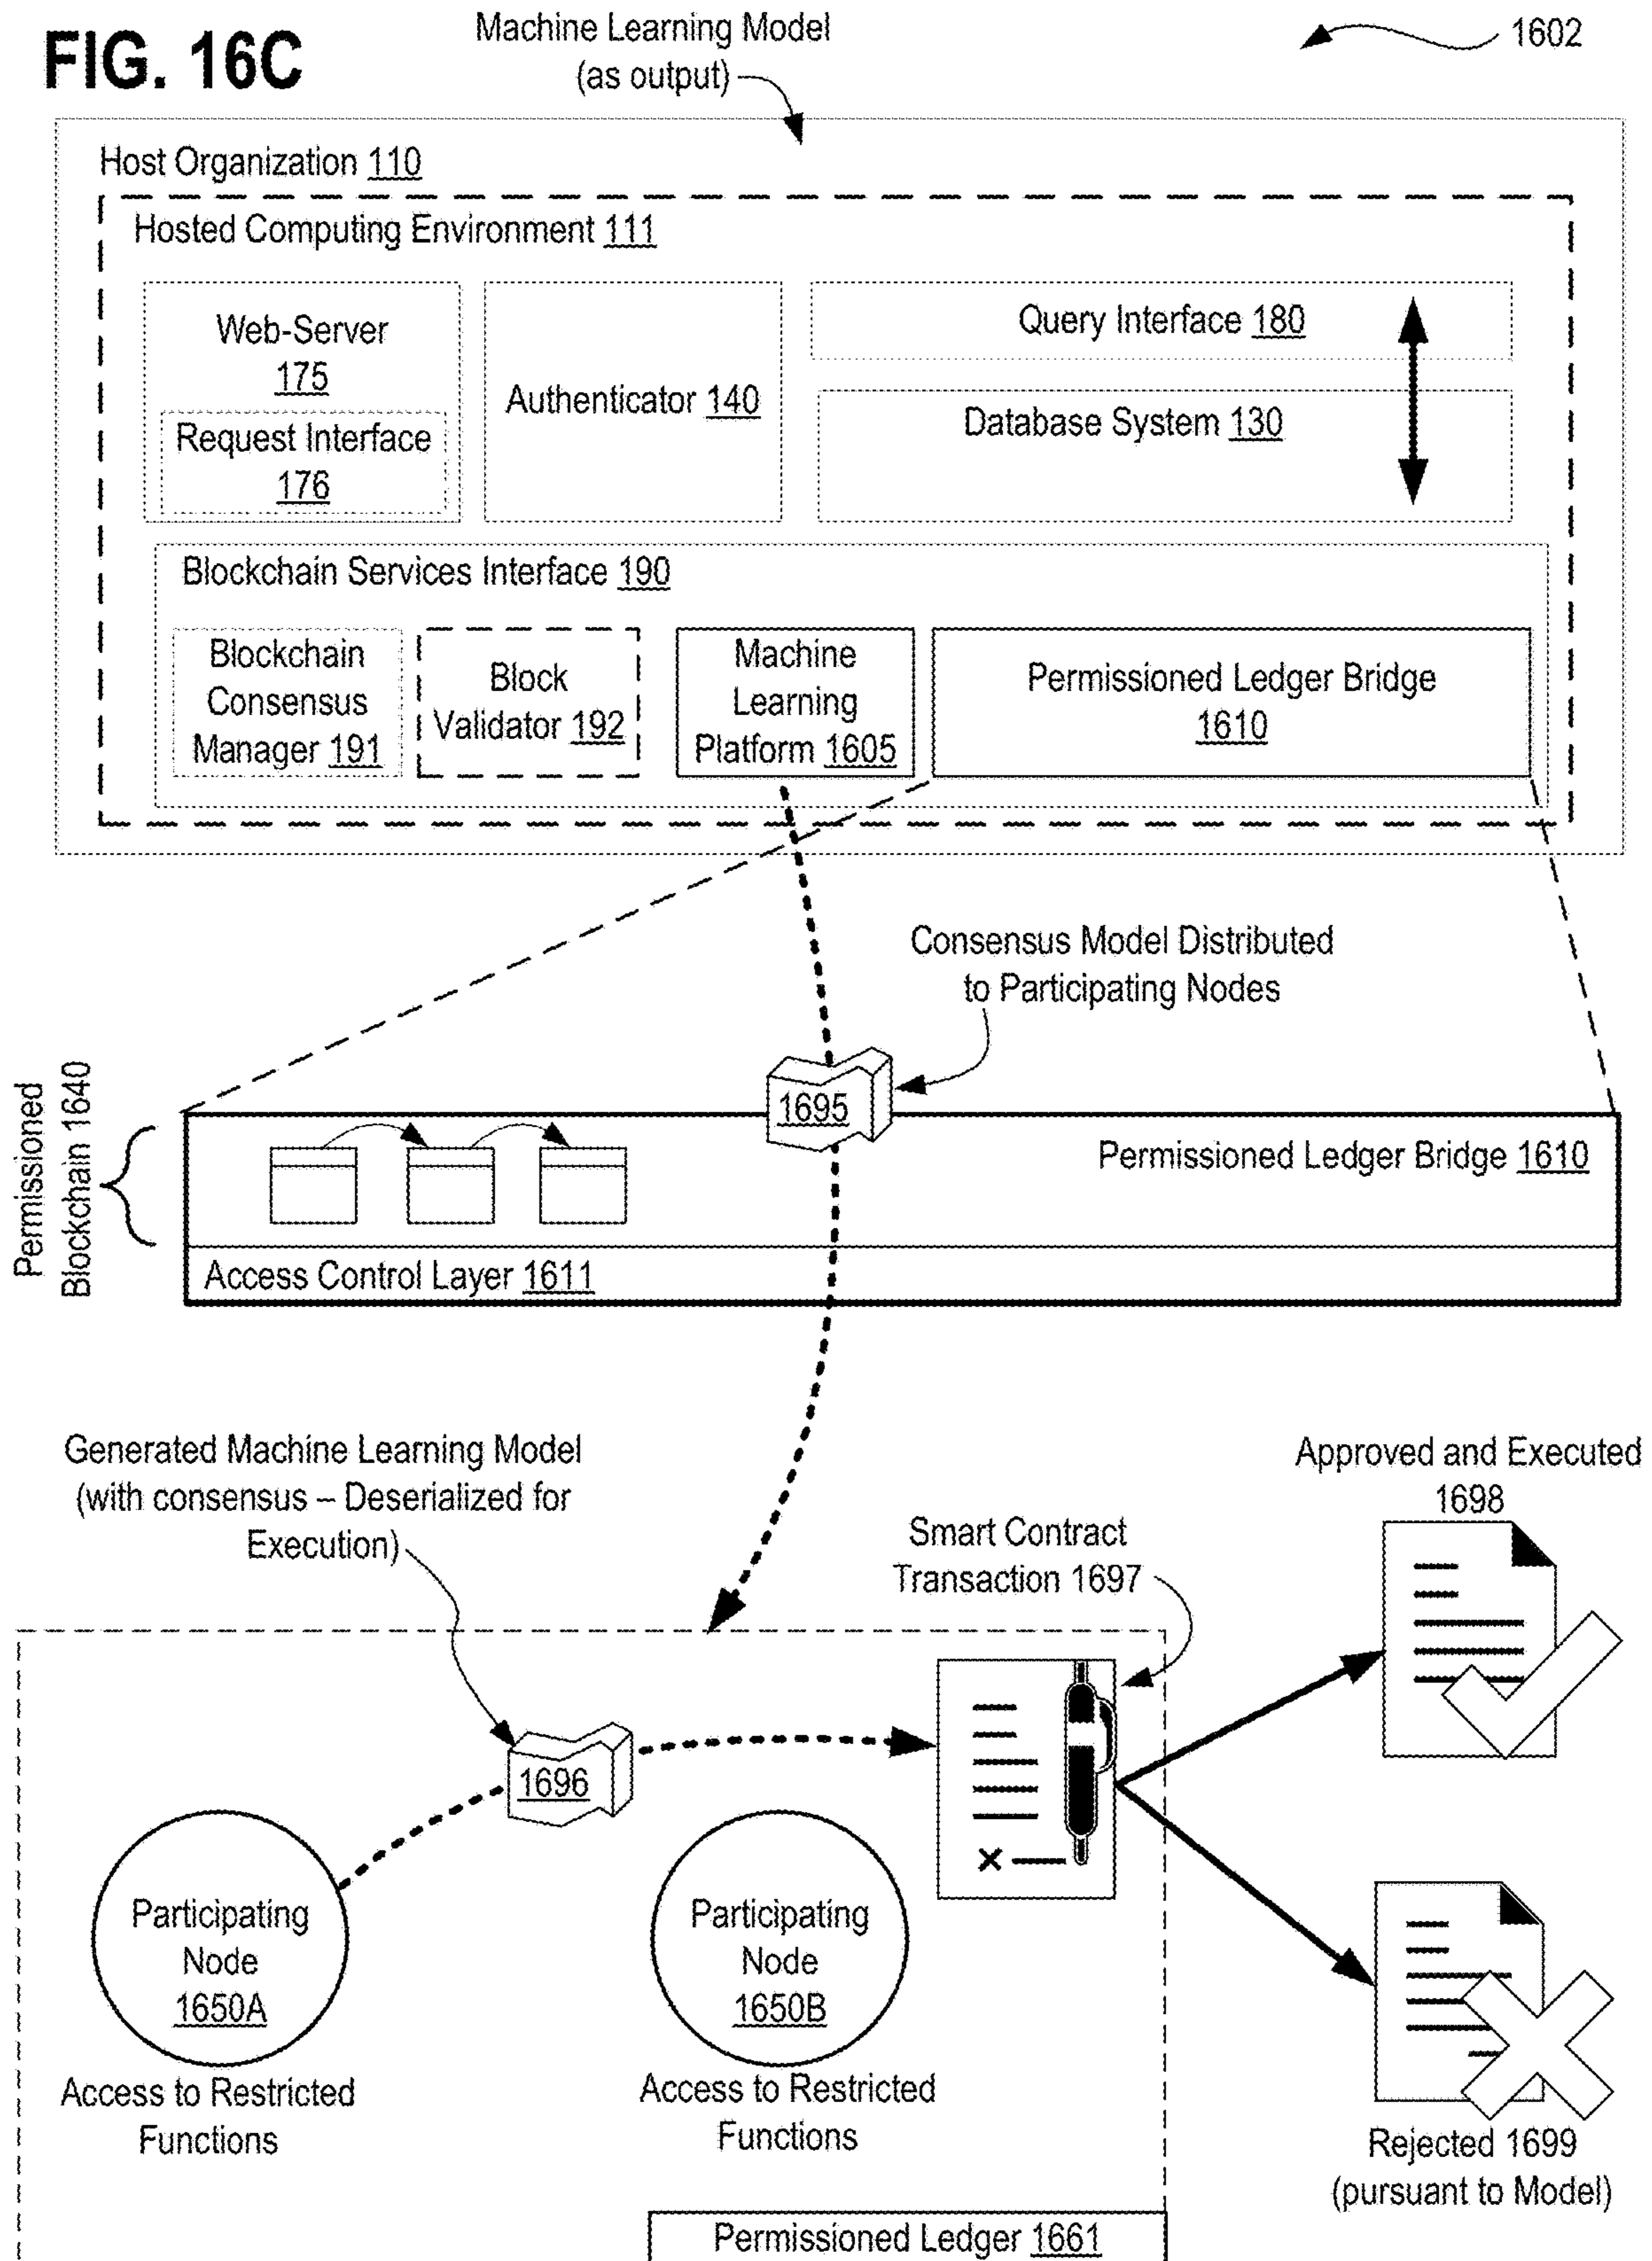 FIG. 16C
Machine Learning Model
(as output)
1602
Host Organization 110
Hosted Computing Environment 111
Web-Server
175
Request Interface
176
Authenticator 140
Query Interface 180
Database System 130
Blockchain Services Interface 190
Blockchain
Consensus
Manager 191
Block
Validator 192
Machine
Learning
Platform 1605
Permissioned Ledger Bridge
1610
Consensus Model Distributed
to Participating Nodes
1695
Permissioned
Blockchain 1640
Permissioned Ledger Bridge 1610
Access Control Layer 1611
Generated Machine Learning Model
(with consensus – Deserialized for
Execution)
Smart Contract
Transaction 1697
Approved and Executed
1698
1696
Participating
Node
1650A
Access to Restricted
Functions
Participating
Node
1650B
Access to Restricted
Functions
Rejected 1699
(pursuant to Model)
Permissioned Ledger 1661